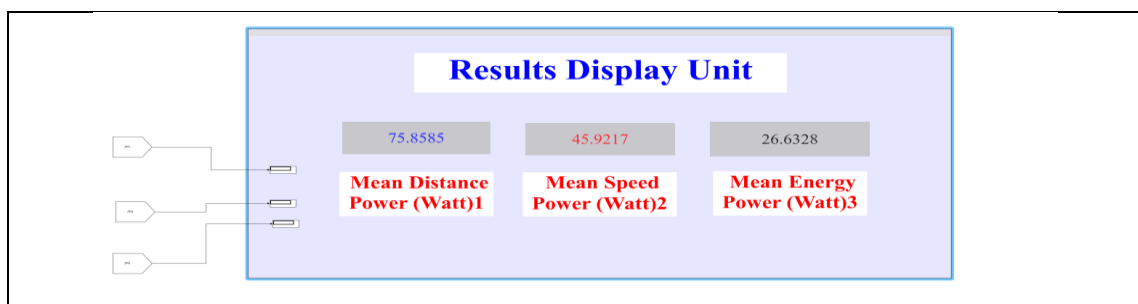 Results Display Unit
75.8585 45.9217 26.6328
Mean Distance Mean Speed Mean Energy
Power (Watt)1 Power (Watt)2 Power (Watt)3